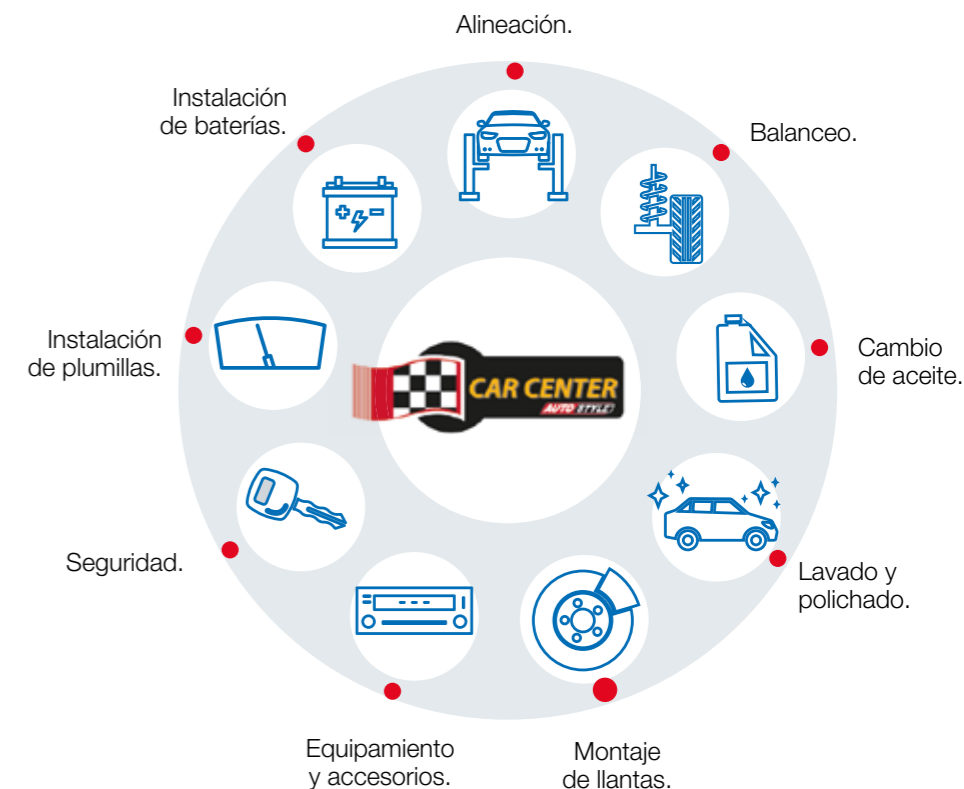 Alineación.
Balanceo.
Cambio
de aceite.
Lavado y
polichado.
Montaje
de llantas.
Equipamiento
y accesorios.
Seguridad.
Instalación
de plumillas.
Instalación
de baterías.
CAR CENTER
AUTO STYLE